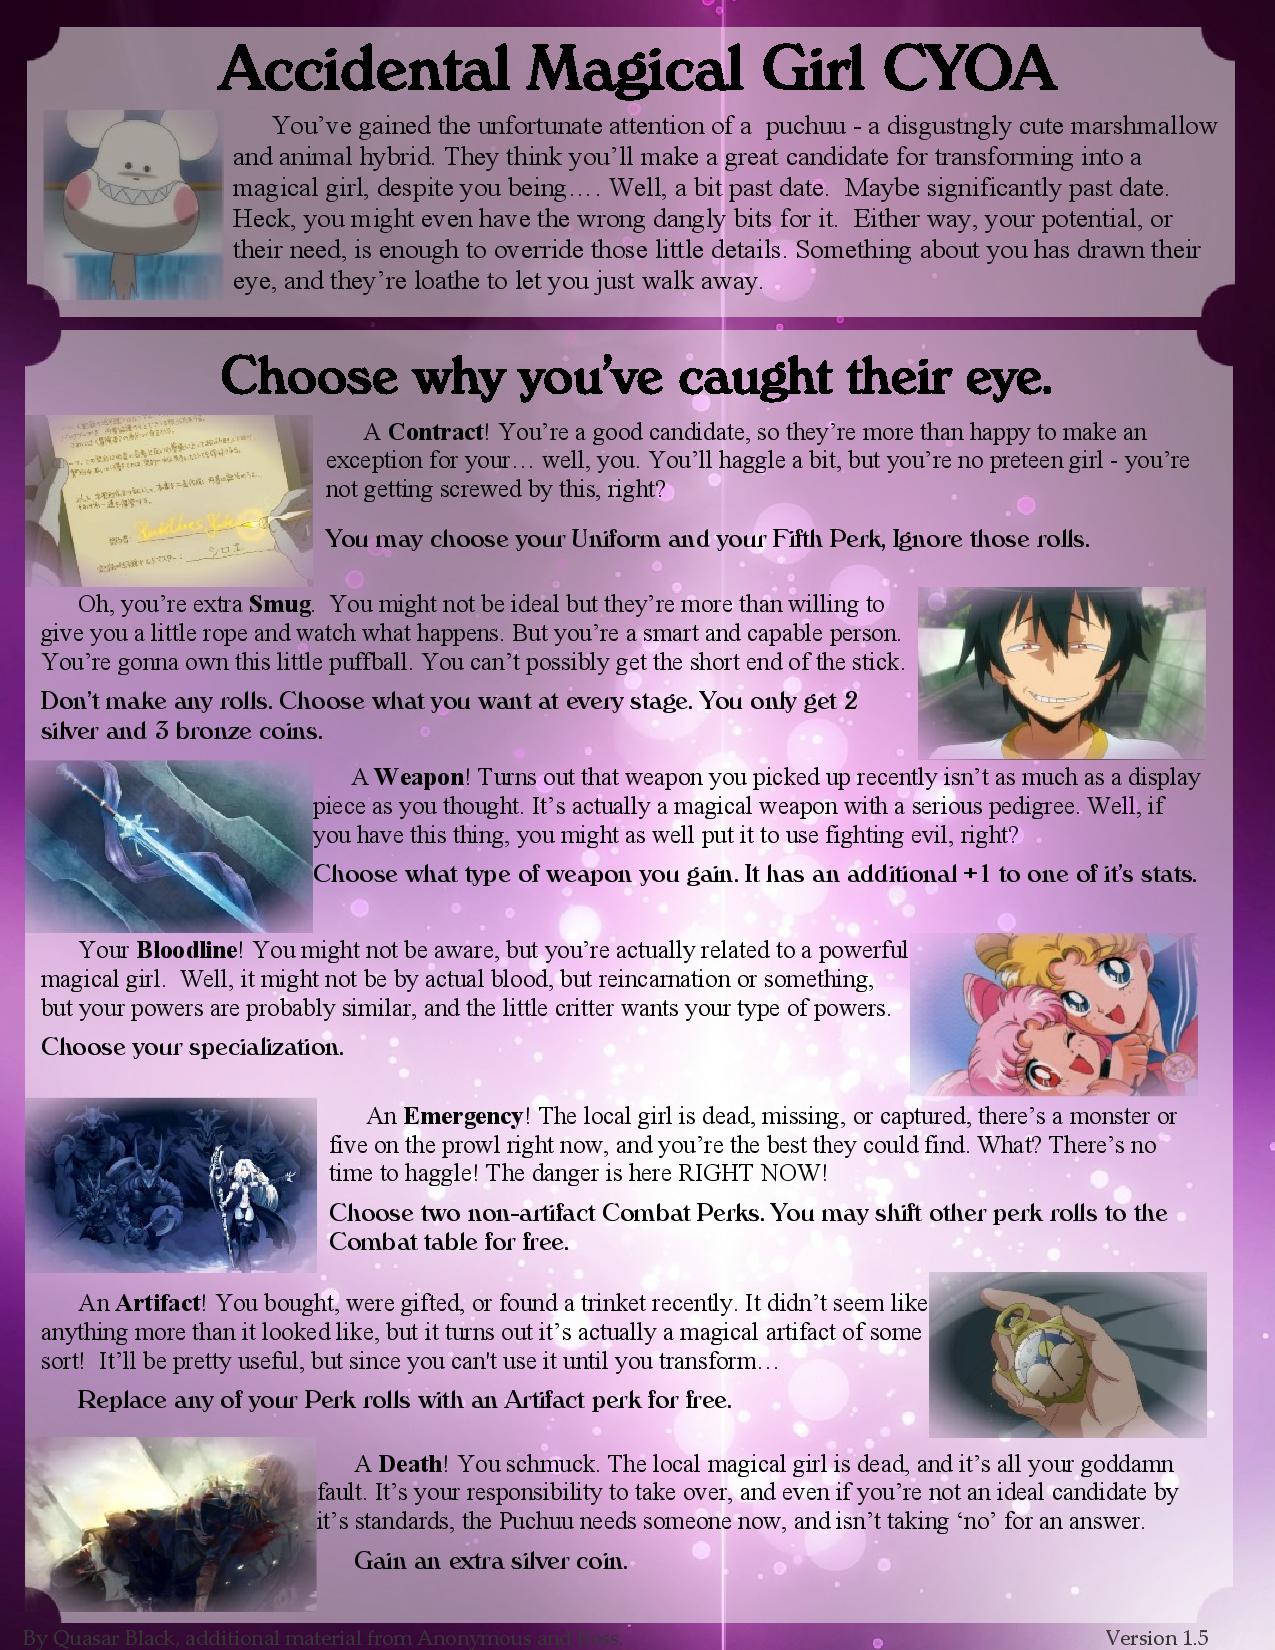 Accidental Magical Girl CYOA
You've gained the unfortunate attention of a puchuu - a disgustngly cute marshmallow
and animal hybrid. They think you'll make a great candidate for transforming into a
magical girl, despite you being…. Well, a bit past date. Maybe significantly past date.
Heck, you might even have the wrong dangly bits for it. Either way, your potential, or
their need, is enough to override those little details. Something about you has drawn their
eye, and they're loathe to let you just walk away.
Choose why you've caught their eye.
A Contract! You're a good candidate, so they're more than happy to make an
exception for your… well, you. You'll haggle a bit, but you're no preteen girl - you're
not getting screwed by this, right?
You may choose your Uniform and your Fifth Perk, Ignore those rolls.
Oh, you're extra Smug. You might not be ideal but they're more than willing to
give you a little rope and watch what happens. But you're a smart and capable person.
You're gonna own this little puffball. You can't possibly get the short end of the stick.
Don't make any rolls. Choose what you want at every stage. You only get 2
silver and 3 bronze coins.
A Weapon! Turns out that weapon you picked up recently isn't as much as a display
piece as you thought. It's actually a magical weapon with a serious pedigree. Well, if
you have this thing, you might as well put it to use fighting evil, right?
Choose what type of weapon you gain. It has an additional +1 to one of it's stats.
Your Bloodline! You might not be aware, but you're actually related to a powerful
magical girl. Well, it might not be by actual blood, but reincarnation or something,
but your powers are probably similar, and the little critter wants your type of powers.
Choose your specialization.
An Emergency! The local girl is dead, missing, or captured, there's a monster or
five on the prowl right now, and you're the best they could find. What? There's no
time to haggle! The danger is here RIGHT NOW!
Choose two non-artifact Combat Perks. You may shift other perk rolls to the
Combat table for free.
An Artifact! You bought, were gifted, or found a trinket recently. It didn't seem like
anything more than it looked like, but it turns out it's actually a magical artifact of some
sort! It'll be pretty useful, but since you can't use it until you transform…
Replace any of your Perk rolls with an Artifact perk for free.
A Death! You schmuck. The local magical girl is dead, and it's all your goddamn
fault. It's your responsibility to take over, and even if you're not an ideal candidate by
it's standards, the Puchuu needs someone now, and isn't taking 'no' for an answer.
Gain an extra silver coin.
By Quasar Black, additional material from Anonymous and
Version 1.5